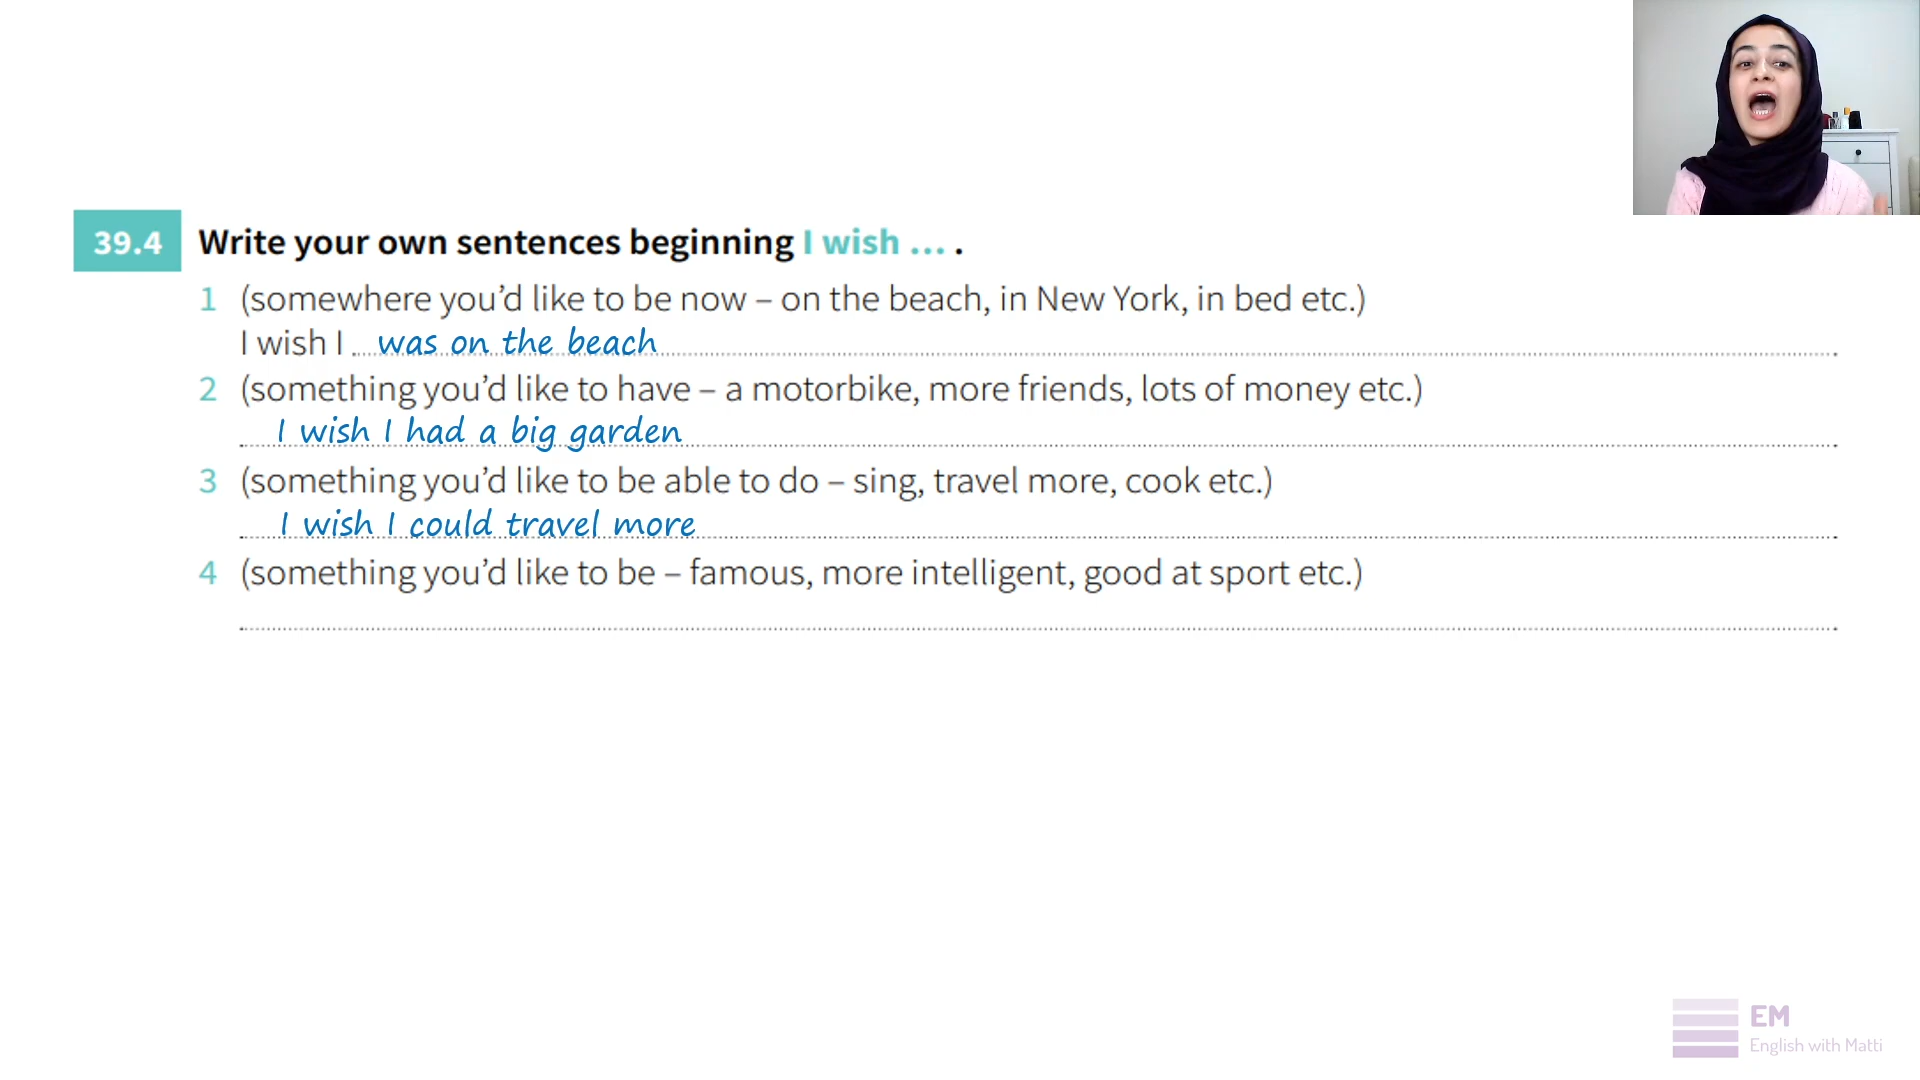 39.4 Write your own sentences beginning I wish ... .
1 (somewhere you'd like to be now – on the beach, in New York, in bed etc.)
I wish I was on the beach
2 (something you'd like to have – a motorbike, more friends, lots of money etc.)
I wish I had a big garden
3 (something you'd like to be able to do – sing, travel more, cook etc.)
I wish I could travel more
4 (something you'd like to be – famous, more intelligent, good at sport etc.)
EM
English with Matti